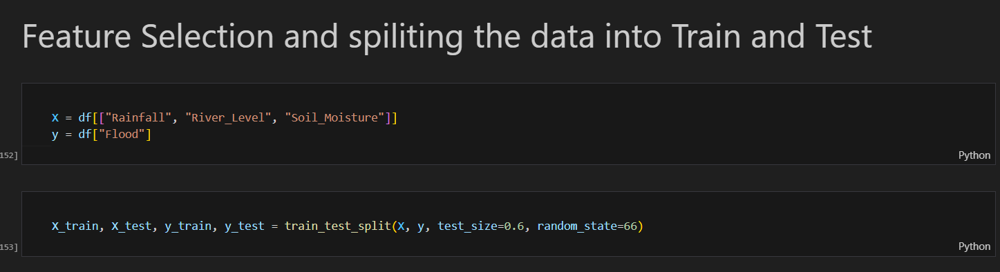 Feature Selection and spiliting the data into Train and Test
X = df[["Rainfall", "River_Level", "Soil_Moisture"]]
y = df["Flood"]
152]
Python
X_train, X_test, y_train, y_test = train_test_split(X, y, test_size=0.6, random_state=66)
153]
Python